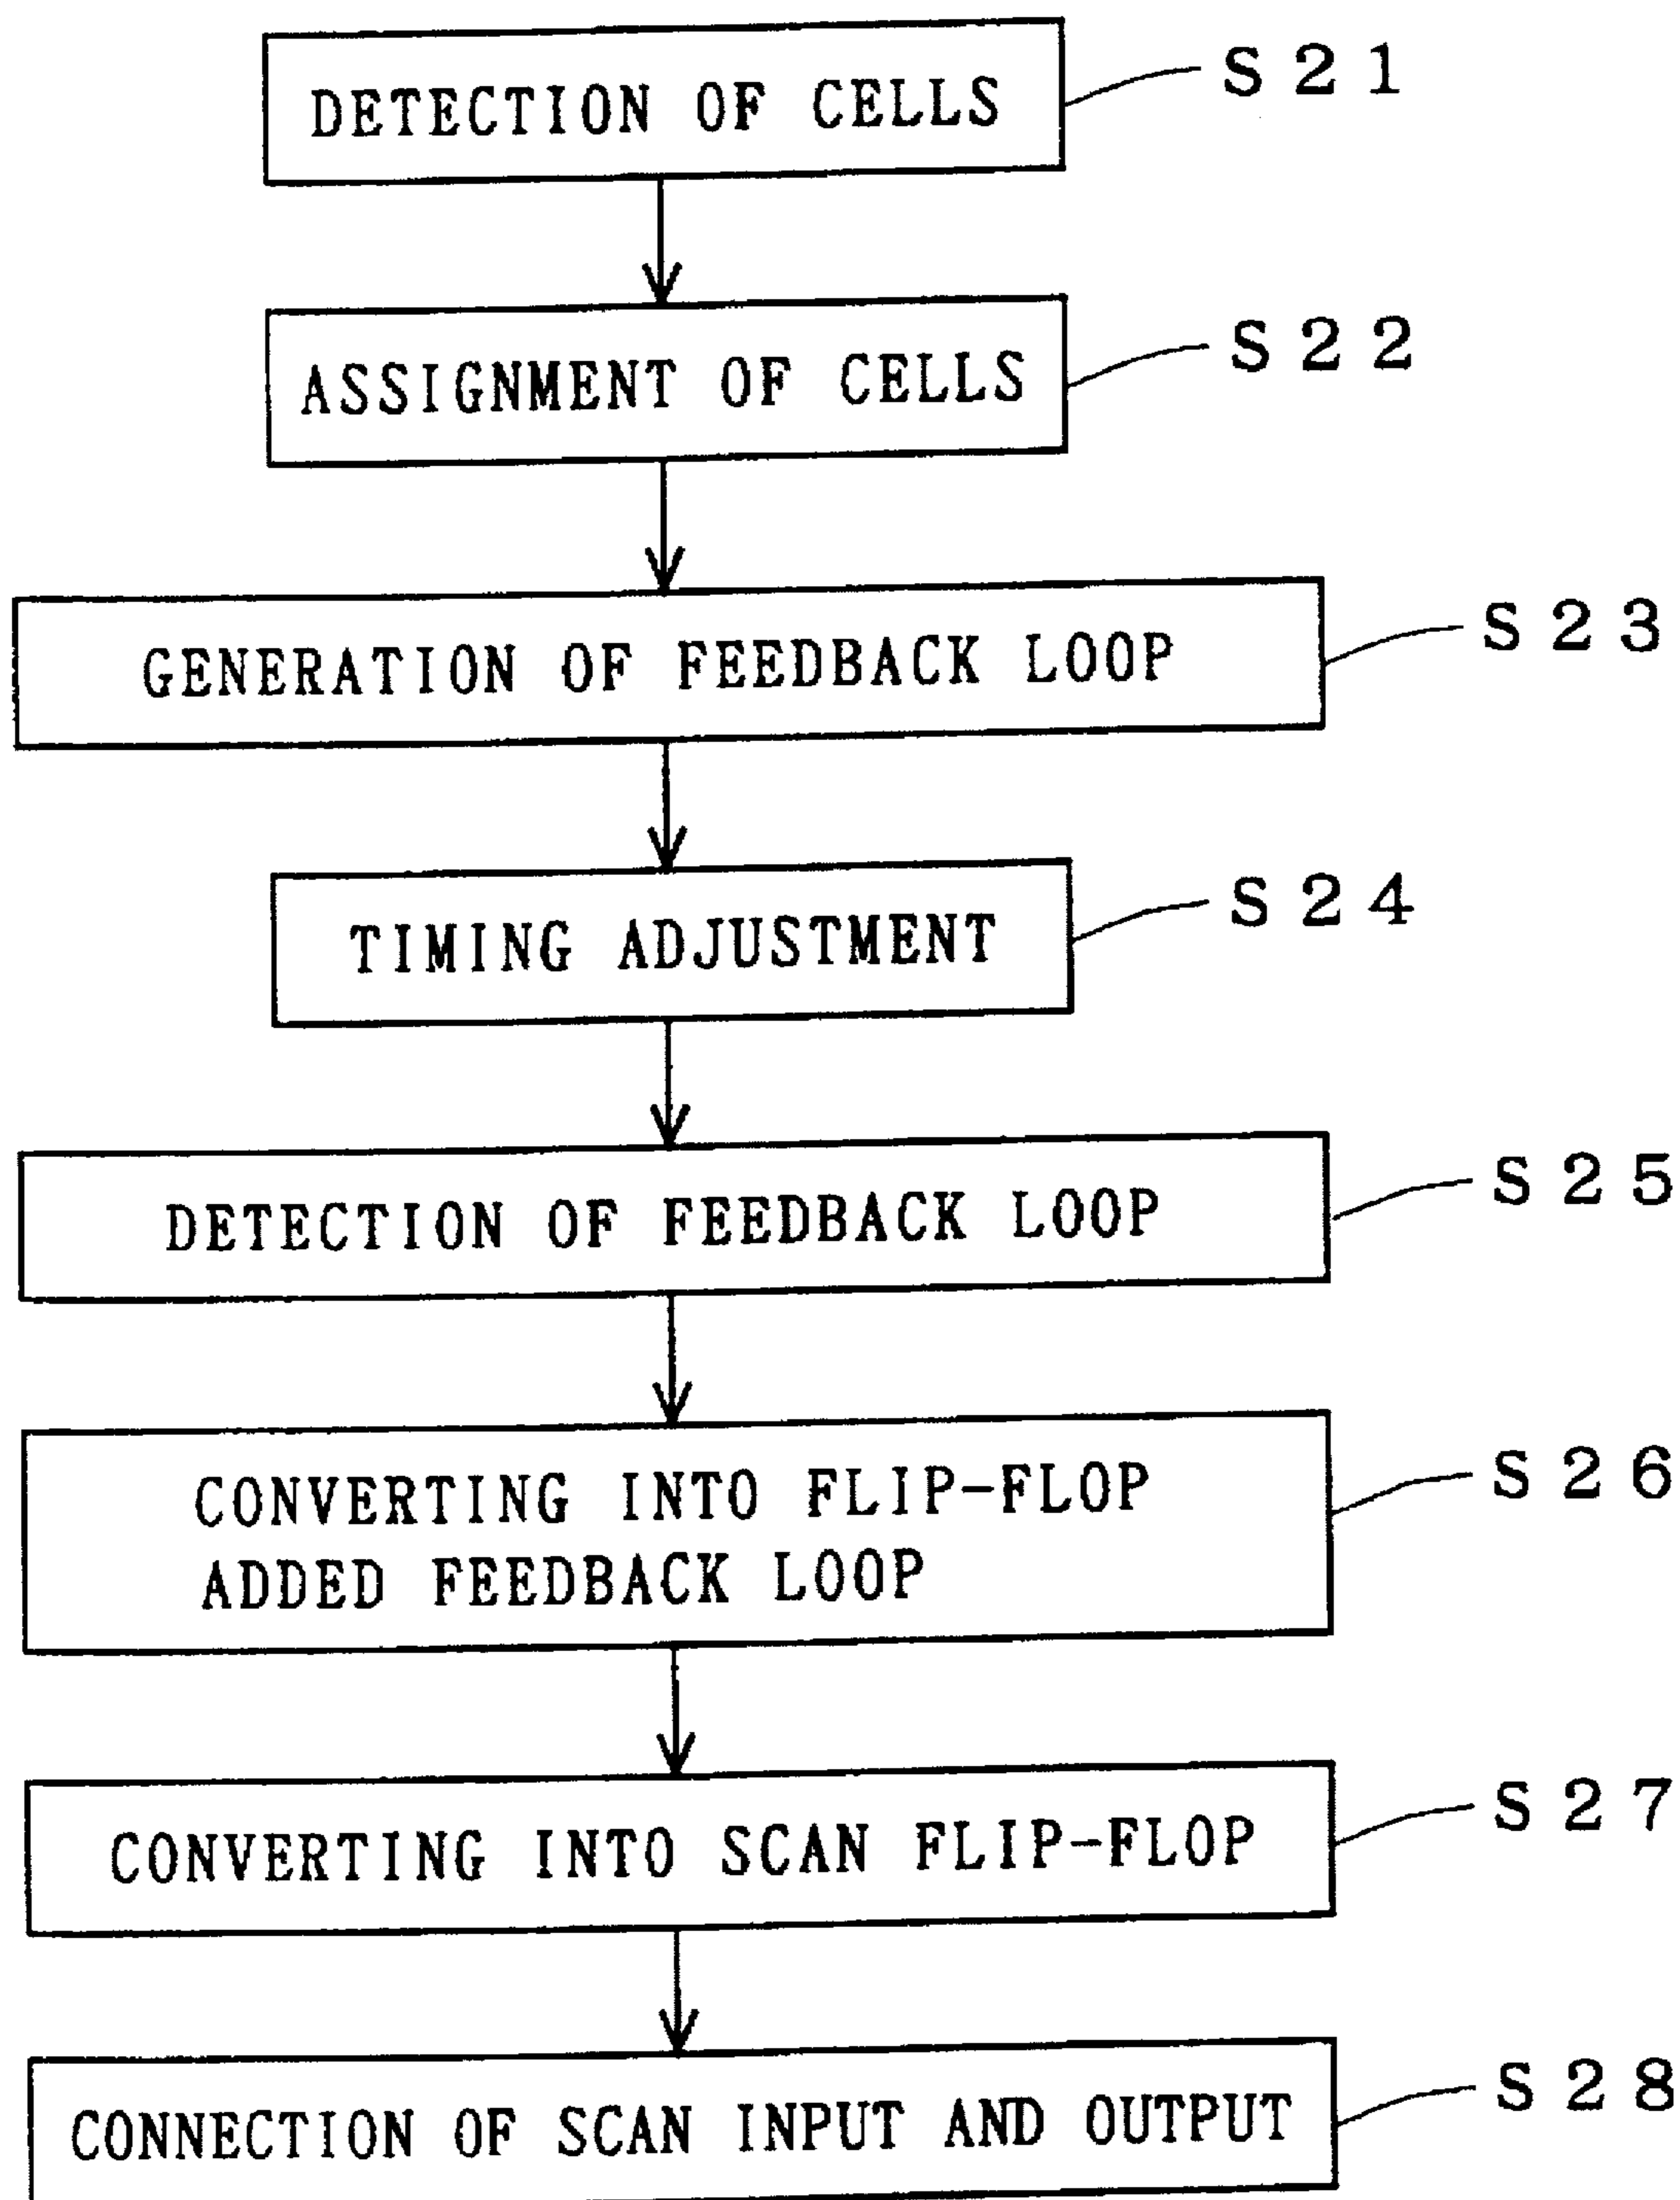 DETECTION OF CELLS
S21
ASSIGNMENT OF CELLS
S22
GENERATION OF FEEDBACK LOOP
S23
TIMING ADJUSTMENT
S24
DETECTION OF FEEDBACK LOOP
S25
CONVERTING INTO FLIP-FLOP
ADDED FEEDBACK LOOP
S26
CONVERTING INTO SCAN FLIP-FLOP
S27
CONNECTION OF SCAN INPUT AND OUTPUT
S28